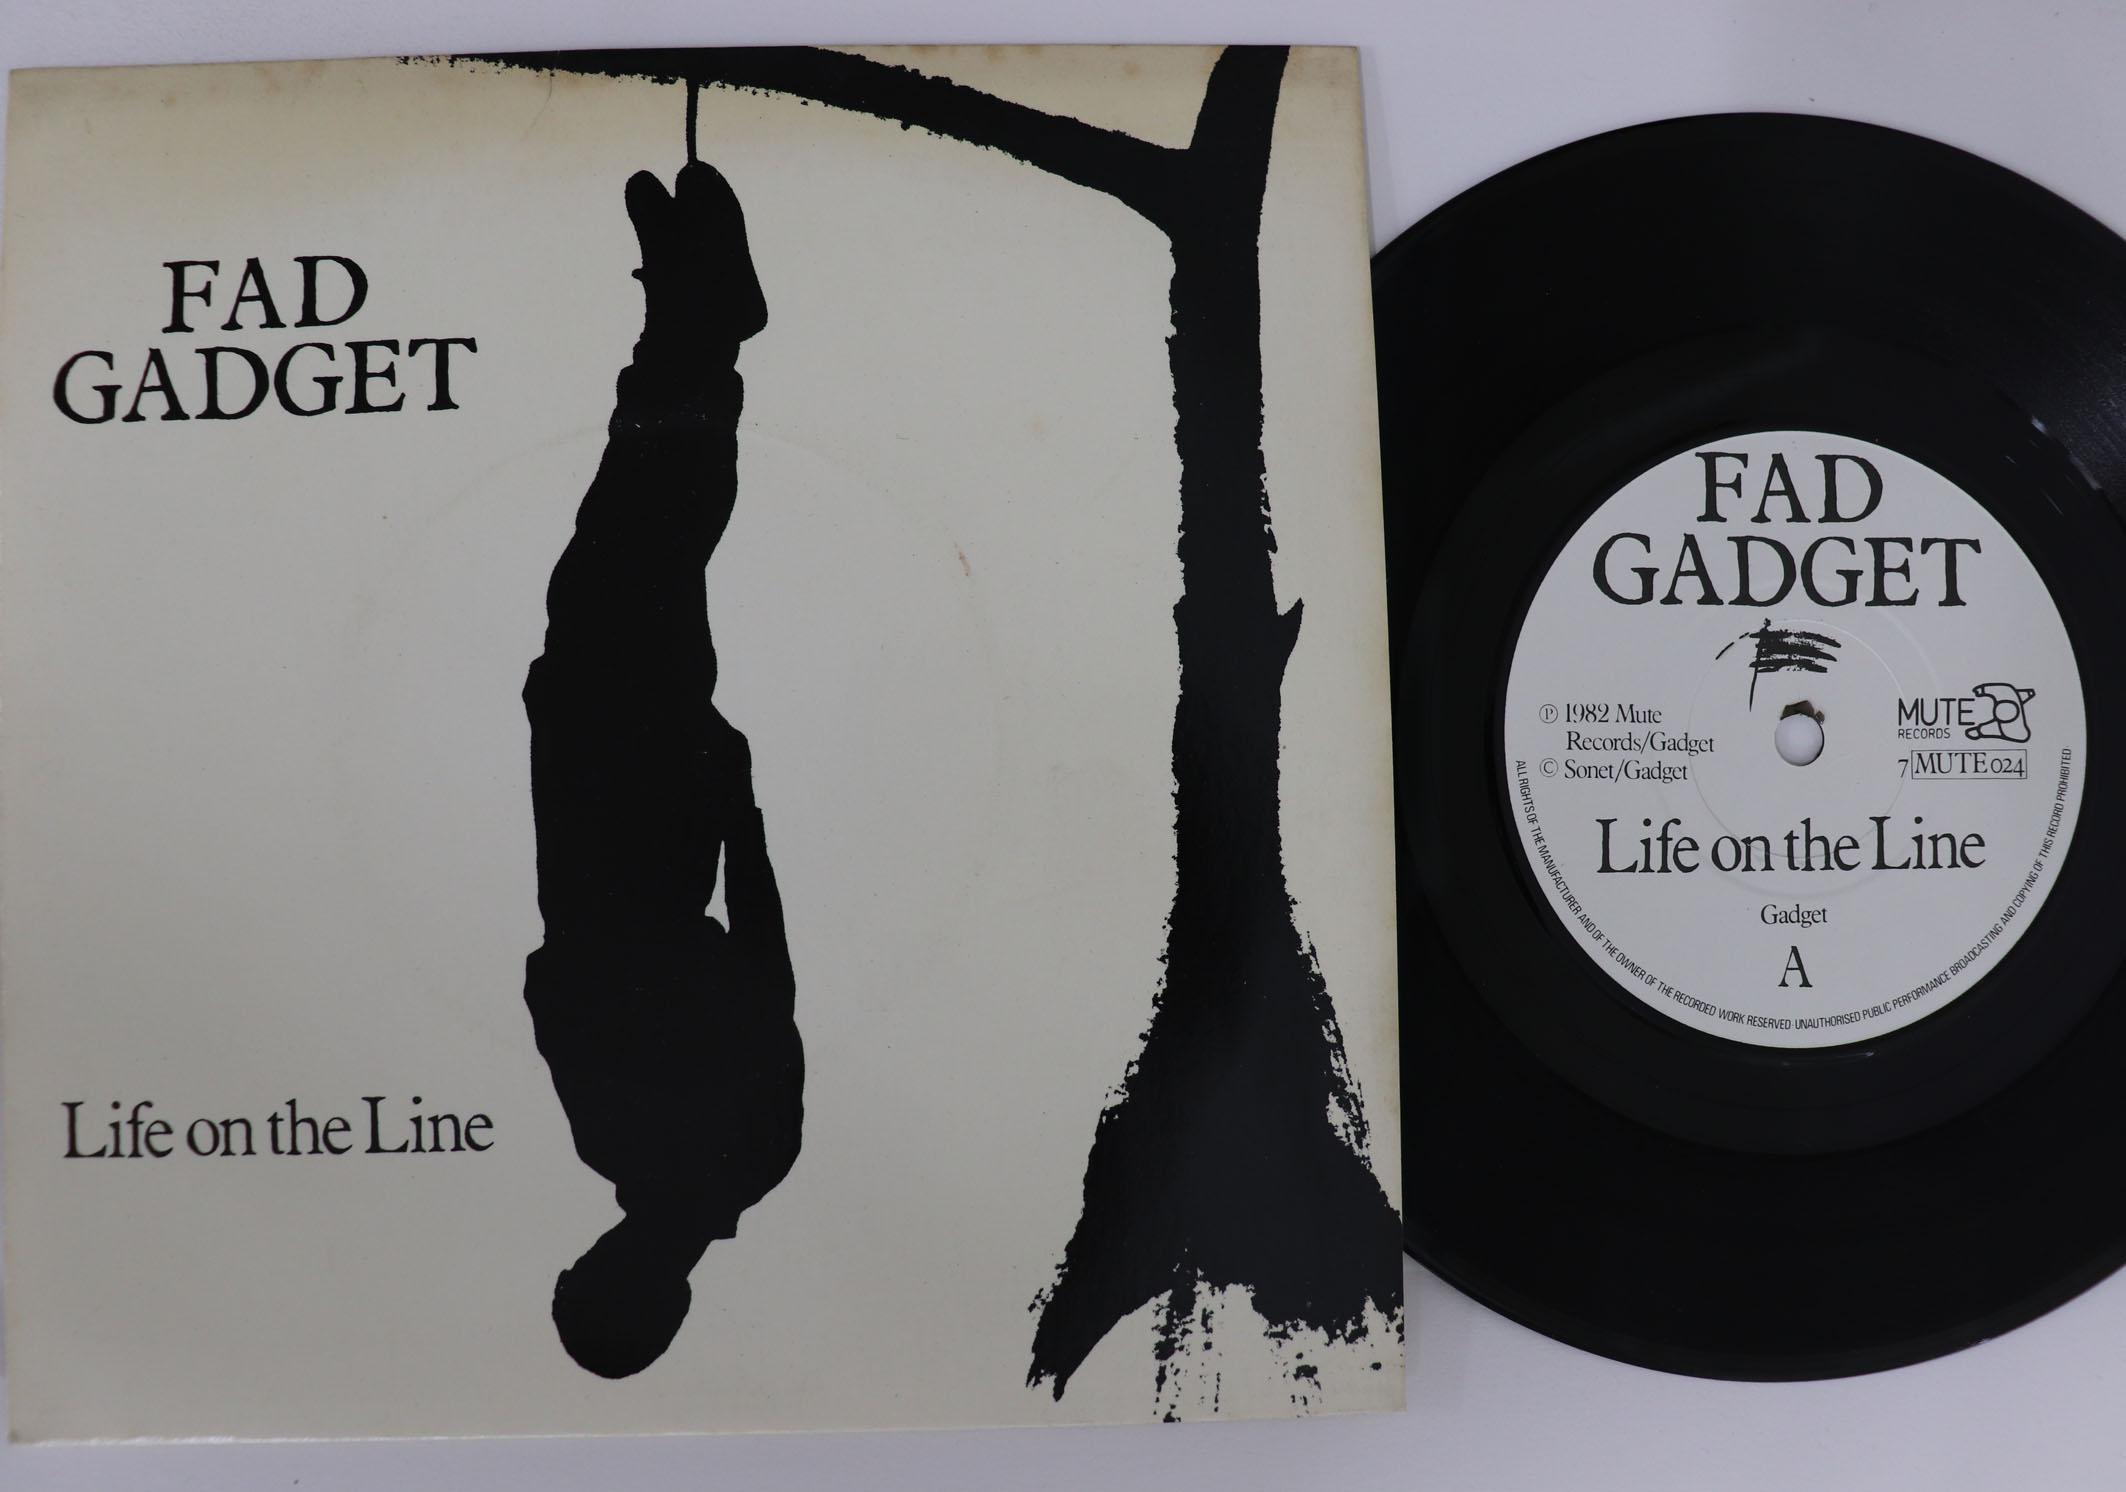 FAD
GADGET
Life on the Line
FAD
GADGET
Ⓟ 1982 Mute
Records/Gadget
© Sonet/Gadget
MUTE
RECORDS
7 MUTE 024
Life on the Line
Gadget
A
ALL RIGHTS OF THE MANUFACTURER AND OF THE OWNER OF THE RECORDED WORK RESERVED · UNAUTHORISED PUBLIC PERFORMANCE BROADCASTING AND COPYING OF THIS RECORD PROHIBITED ·